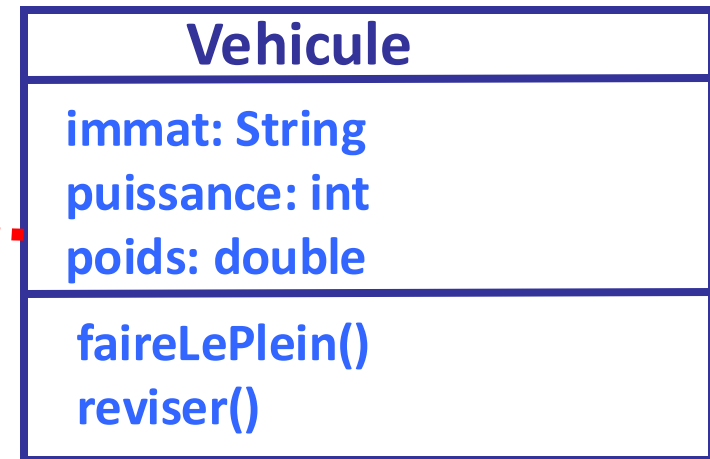 Vehicule
immat: String
puissance: int
poids: double
faireLePlein()
reviser()